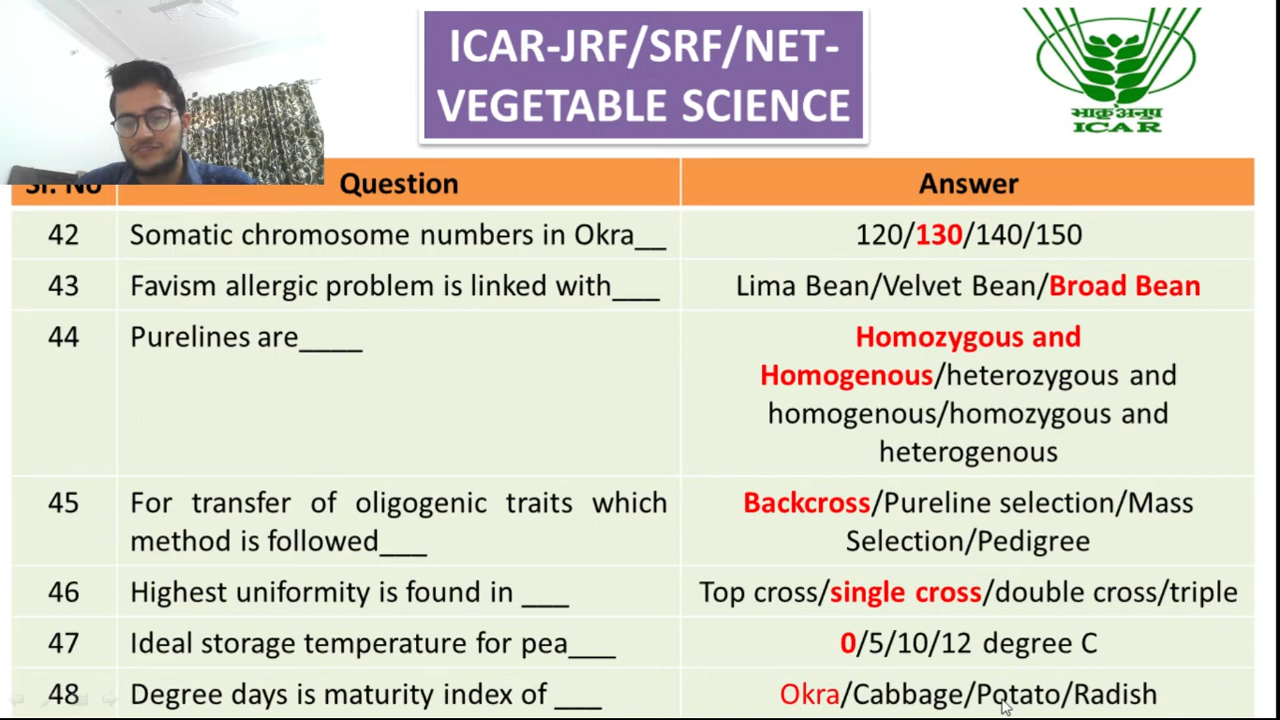 ICAR-JRF/SRF/NET-
VEGETABLE SCIENCE
भाकृअनुप
ICAR
Sr. No Question Answer
42 Somatic chromosome numbers in Okra__ 120/130/140/150
43 Favism allergic problem is linked with___ Lima Bean/Velvet Bean/Broad Bean
44 Purelines are____ Homozygous and
Homogenous/heterozygous and
homogenous/homozygous and
heterogenous
45 For transfer of oligogenic traits which Backcross/Pureline selection/Mass
method is followed___ Selection/Pedigree
46 Highest uniformity is found in ___ Top cross/single cross/double cross/triple
47 Ideal storage temperature for pea___ 0/5/10/12 degree C
48 Degree days is maturity index of ___ Okra/Cabbage/Potato/Radish